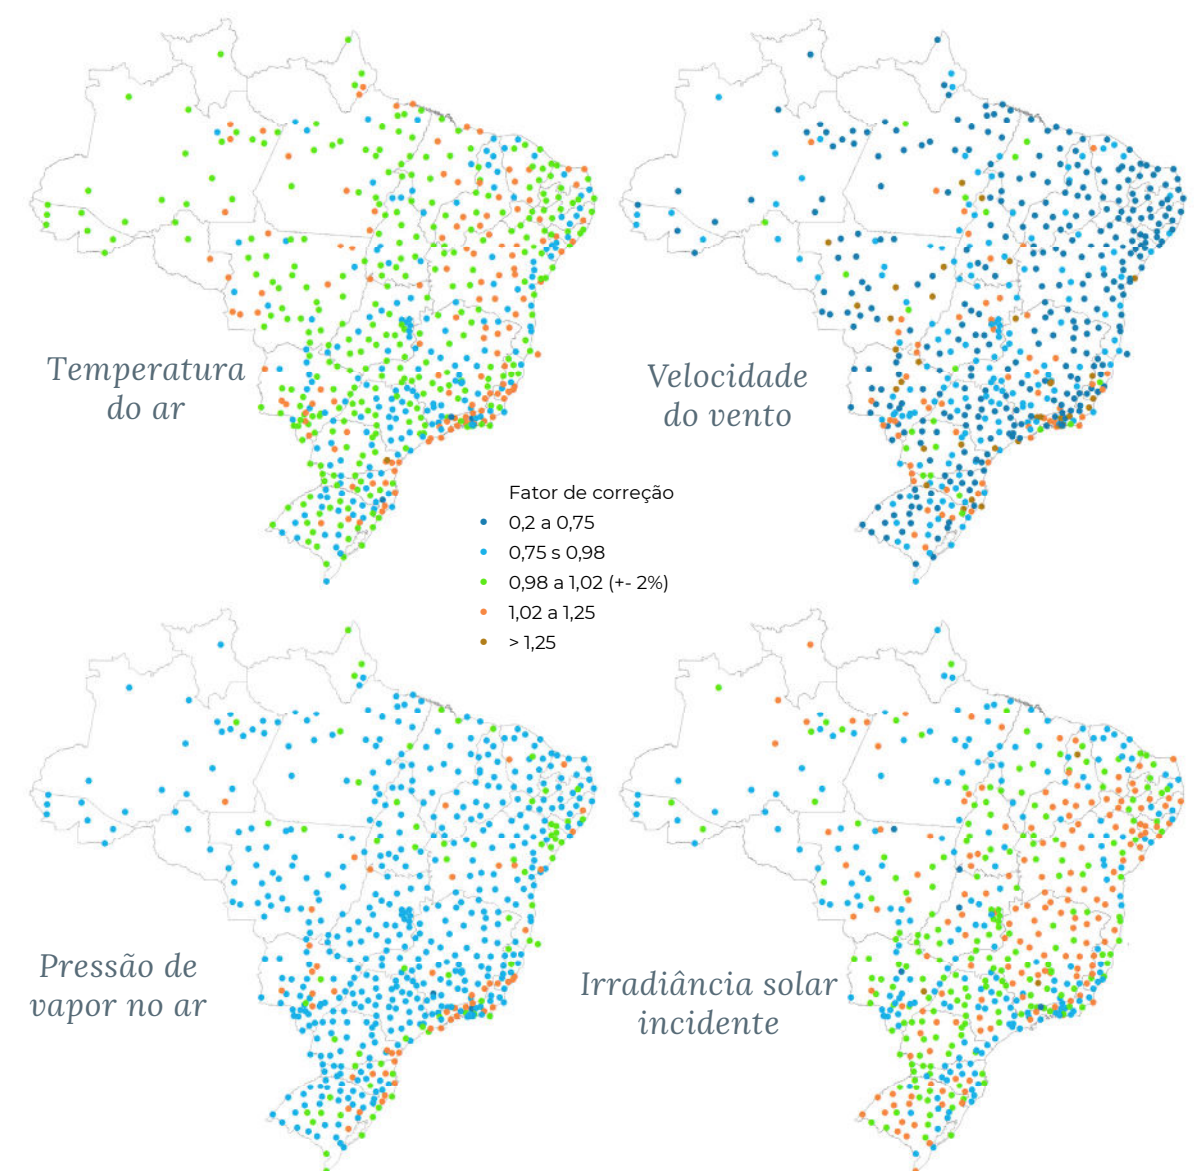 Temperatura
do ar
Velocidade
do vento
Fator de correção
0,2 a 0,75
0,75 s 0,98
0,98 a 1,02 (+- 2%)
1,02 a 1,25
> 1,25
Pressão de
vapor no ar
Irradiância solar
incidente